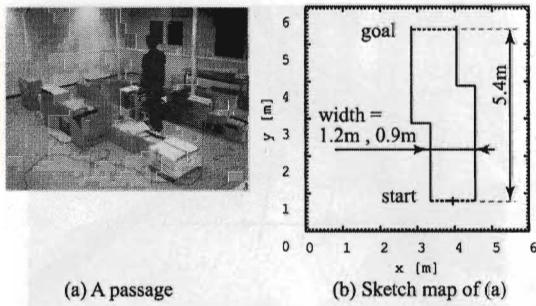 6
goal
5
4
5.4m
width =
1.2m , 0.9m
y [m]
3
2
start
1
0
0 1 2 3 4 5 6
x [m]
(a) A passage
(b) Sketch map of (a)